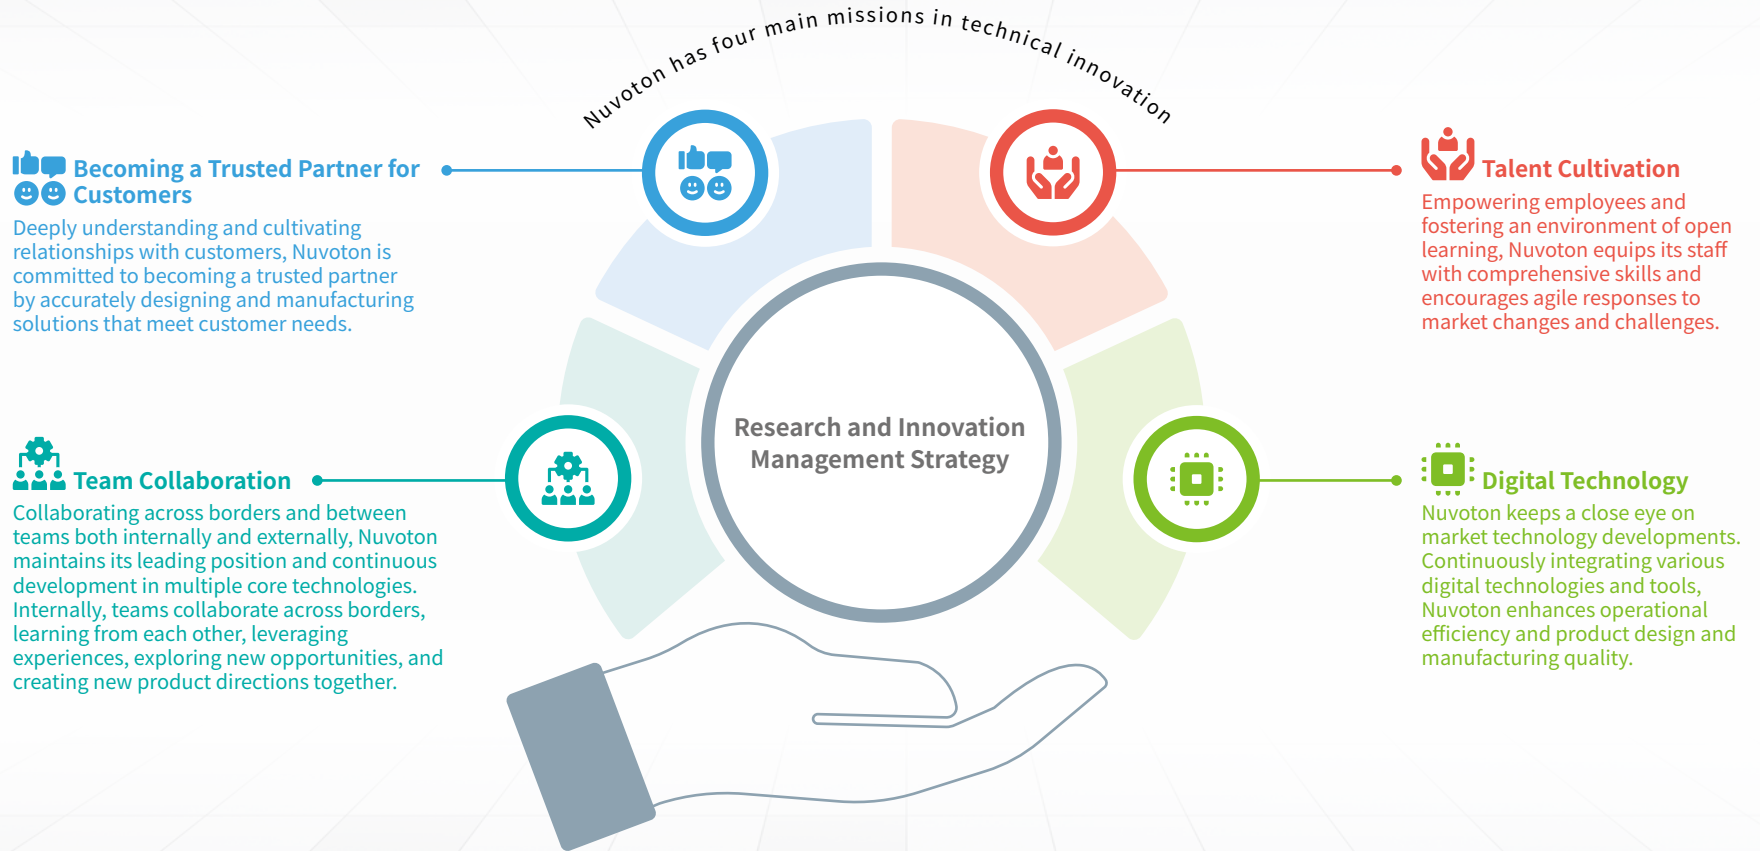 Nuvoton has four main missions in technical innovation
Becoming a Trusted Partner for
Customers
Deeply understanding and cultivating
relationships with customers, Nuvoton is
committed to becoming a trusted partner
by accurately designing and manufacturing
solutions that meet customer needs.
Talent Cultivation
Empowering employees and
fostering an environment of open
learning, Nuvoton equips its staff
with comprehensive skills and
encourages agile responses to
market changes and challenges.
Research and Innovation
Management Strategy
Team Collaboration
Collaborating across borders and between
teams both internally and externally, Nuvoton
maintains its leading position and continuous
development in multiple core technologies.
Internally, teams collaborate across borders,
learning from each other, leveraging
experiences, exploring new opportunities, and
creating new product directions together.
Digital Technology
Nuvoton keeps a close eye on
market technology developments.
Continuously integrating various
digital technologies and tools,
Nuvoton enhances operational
efficiency and product design and
manufacturing quality.